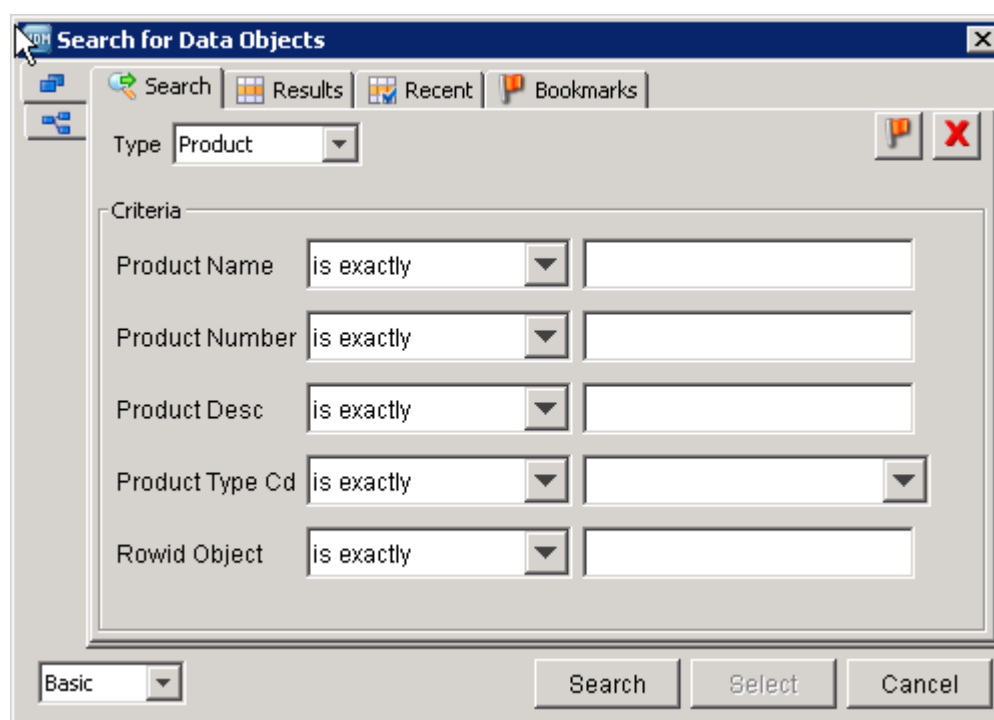 Search for Data Objects
Search Results Recent Bookmarks
Type Product
Criteria
Product Name is exactly
Product Number is exactly
Product Desc is exactly
Product Type Cd is exactly
Rowid Object is exactly
Basic Search Select Cancel